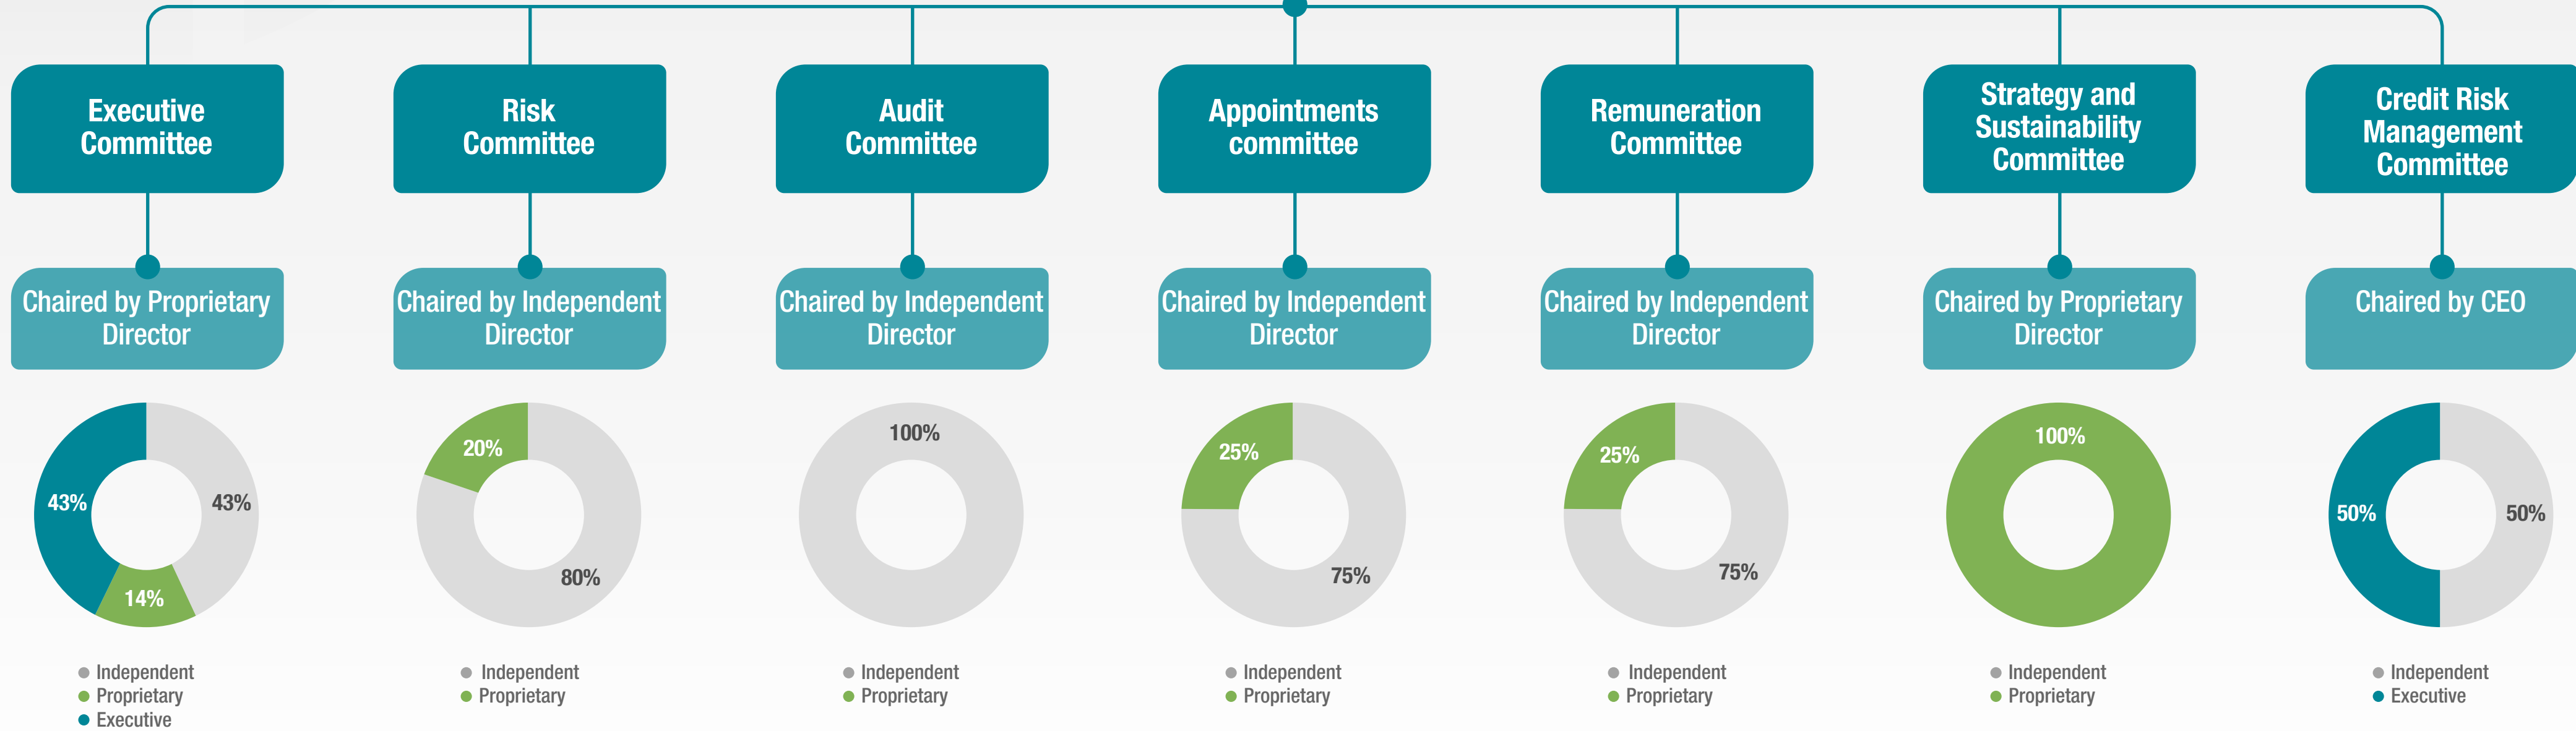 Executive
Committee
Risk
Committee
Audit
Committee
Appointments
committee
Remuneration
Committee
Strategy and
Sustainability
Committee
Credit Risk
Management
Committee
Chaired by Proprietary
Director
Chaired by Independent
Director
Chaired by Independent
Director
Chaired by Independent
Director
Chaired by Independent
Director
Chaired by Proprietary
Director
Chaired by CEO
43%
43%
14%
20%
80%
100%
25%
75%
25%
75%
100%
50%
50%
Independent
Proprietary
Executive
Independent
Proprietary
Independent
Proprietary
Independent
Proprietary
Independent
Proprietary
Independent
Proprietary
Independent
Executive